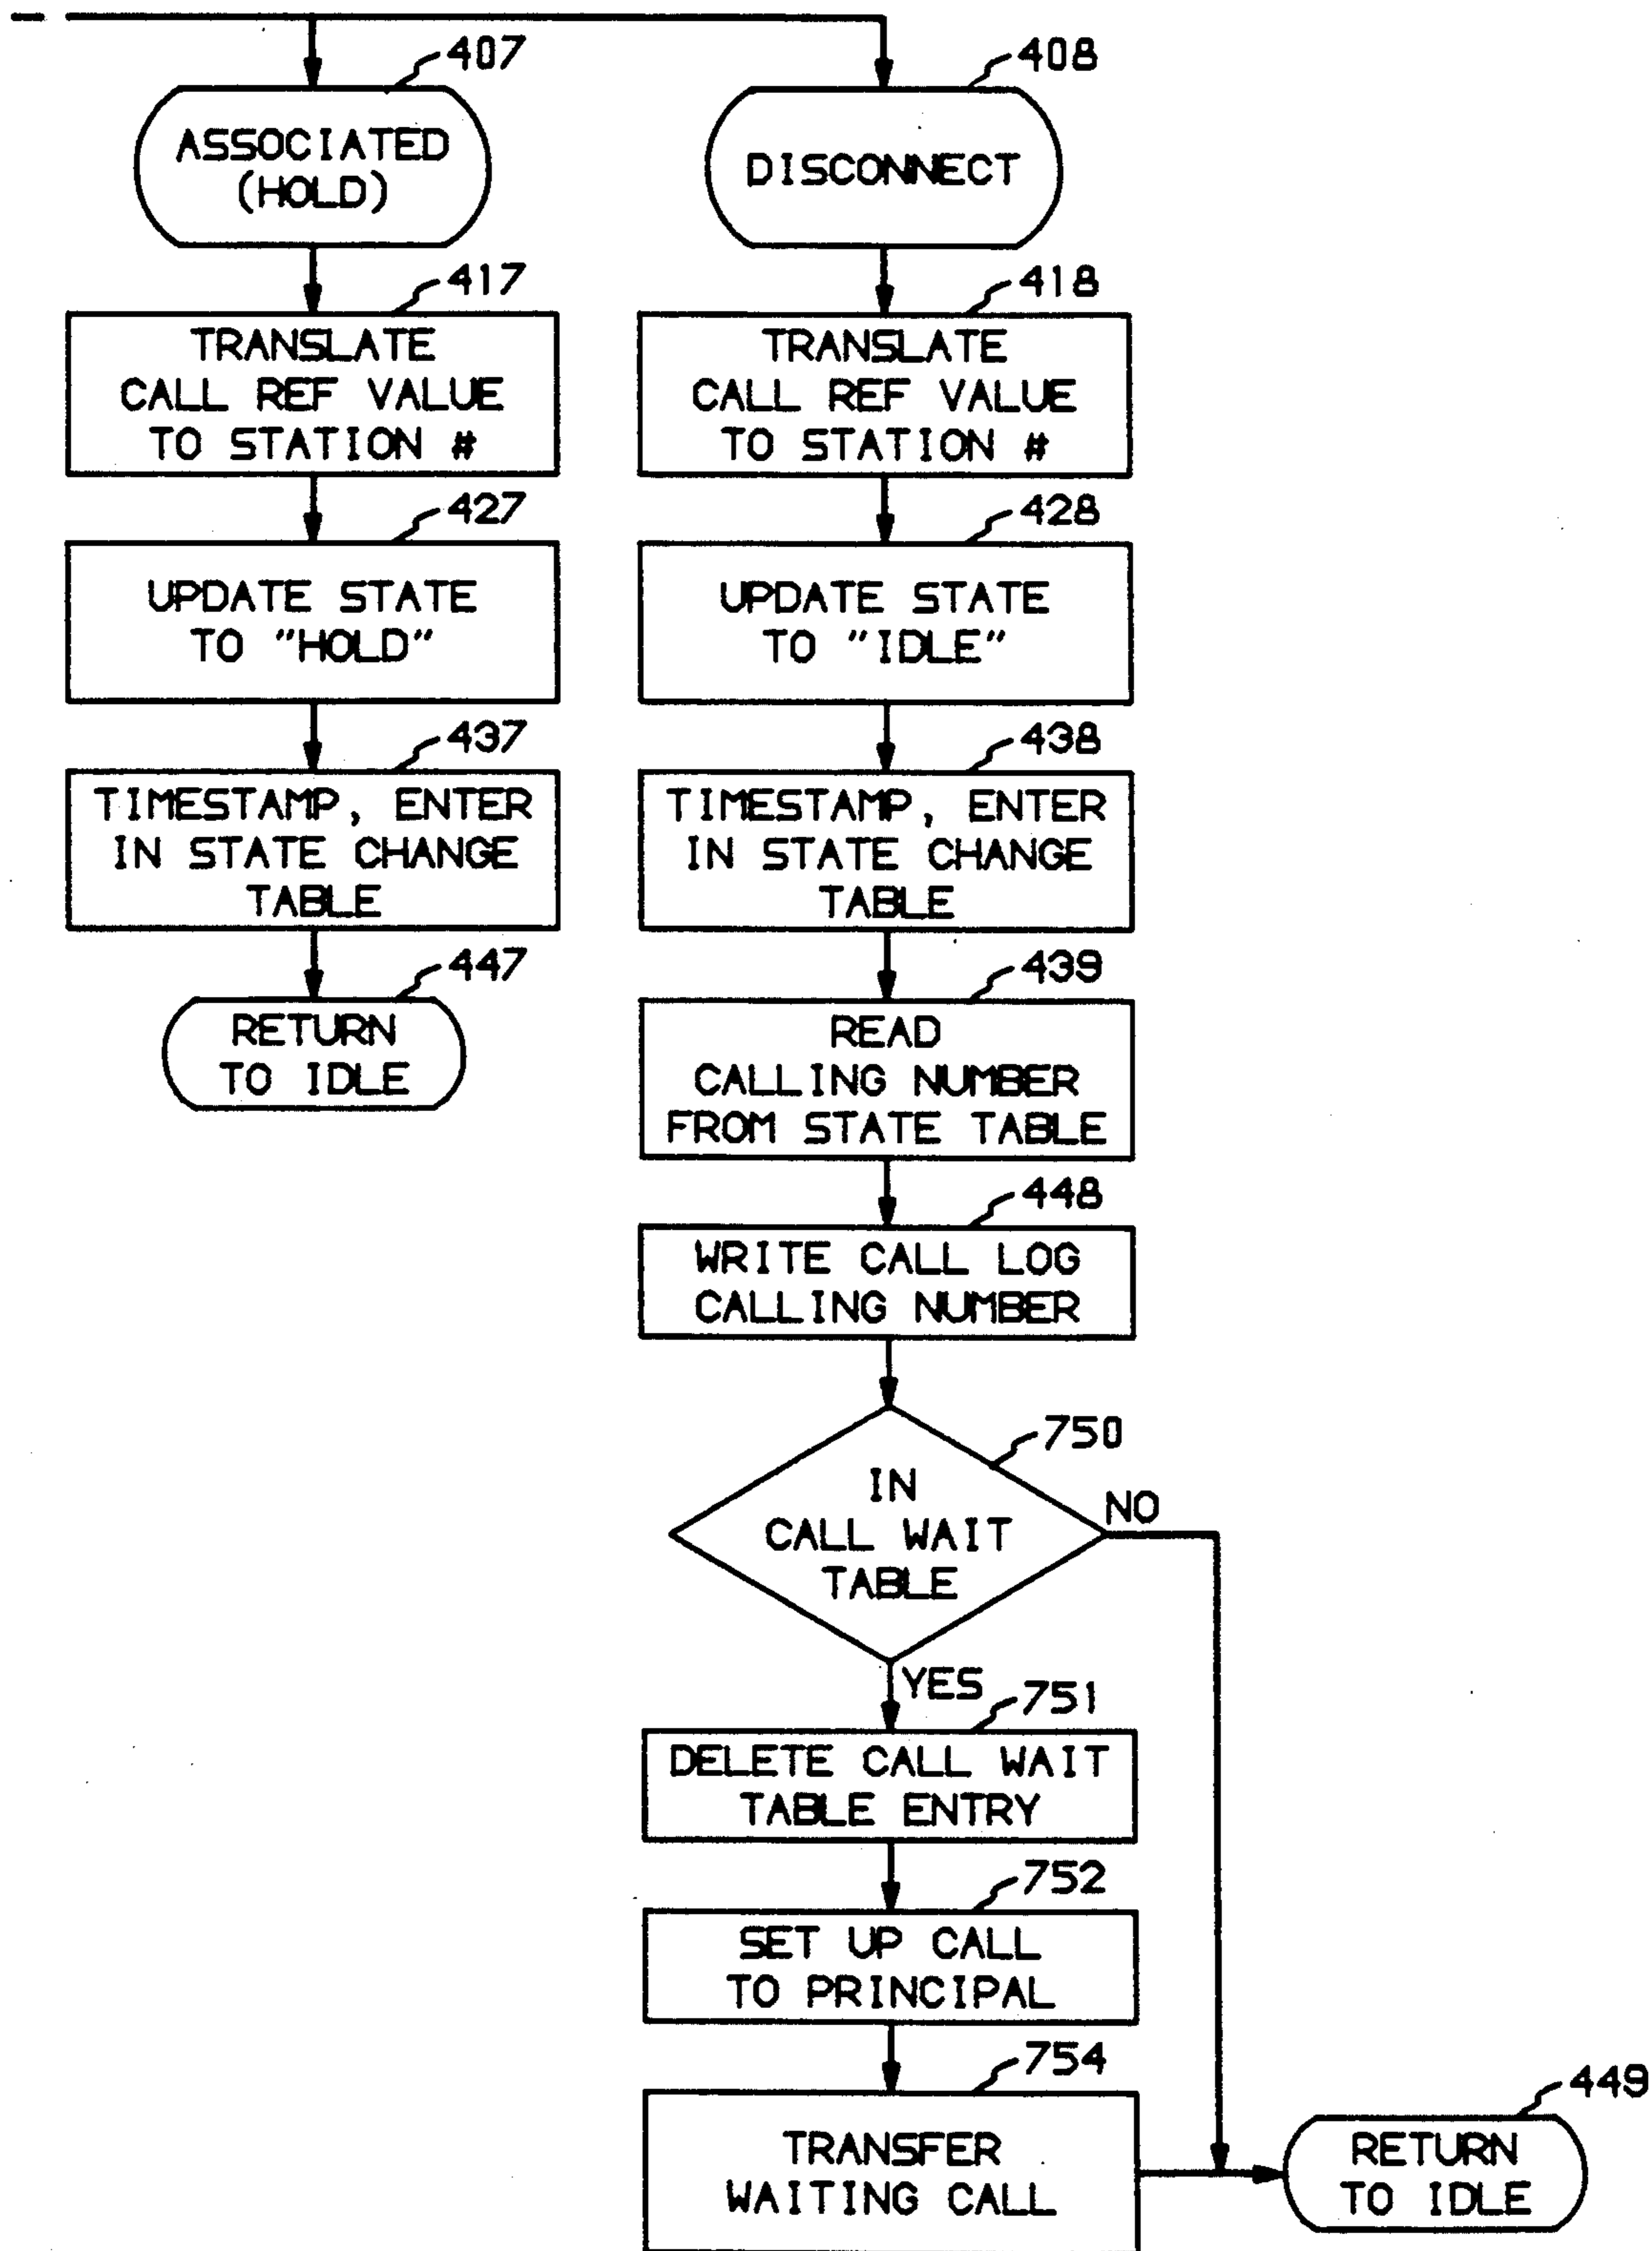 407
ASSOCIATED
(HOLD)
417
TRANSLATE
CALL REF VALUE
TO STATION #
427
UPDATE STATE
TO "HOLD"
437
TIMESTAMP, ENTER
IN STATE CHANGE
TABLE
447
RETURN
TO IDLE
408
DISCONNECT
418
TRANSLATE
CALL REF VALUE
TO STATION #
428
UPDATE STATE
TO "IDLE"
438
TIMESTAMP, ENTER
IN STATE CHANGE
TABLE
439
READ
CALLING NUMBER
FROM STATE TABLE
448
WRITE CALL LOG
CALLING NUMBER
750
IN
CALL WAIT
TABLE
NO
YES
751
DELETE CALL WAIT
TABLE ENTRY
752
SET UP CALL
TO PRINCIPAL
754
TRANSFER
WAITING CALL
449
RETURN
TO IDLE